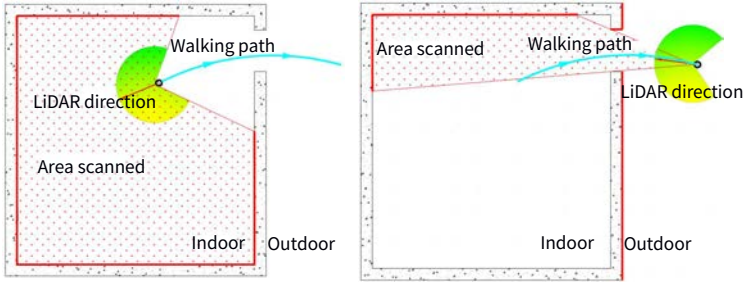 Walking path
LiDAR direction
Area scanned
Indoor
Outdoor
Area scanned
Walking path
LiDAR direction
Indoor
Outdoor